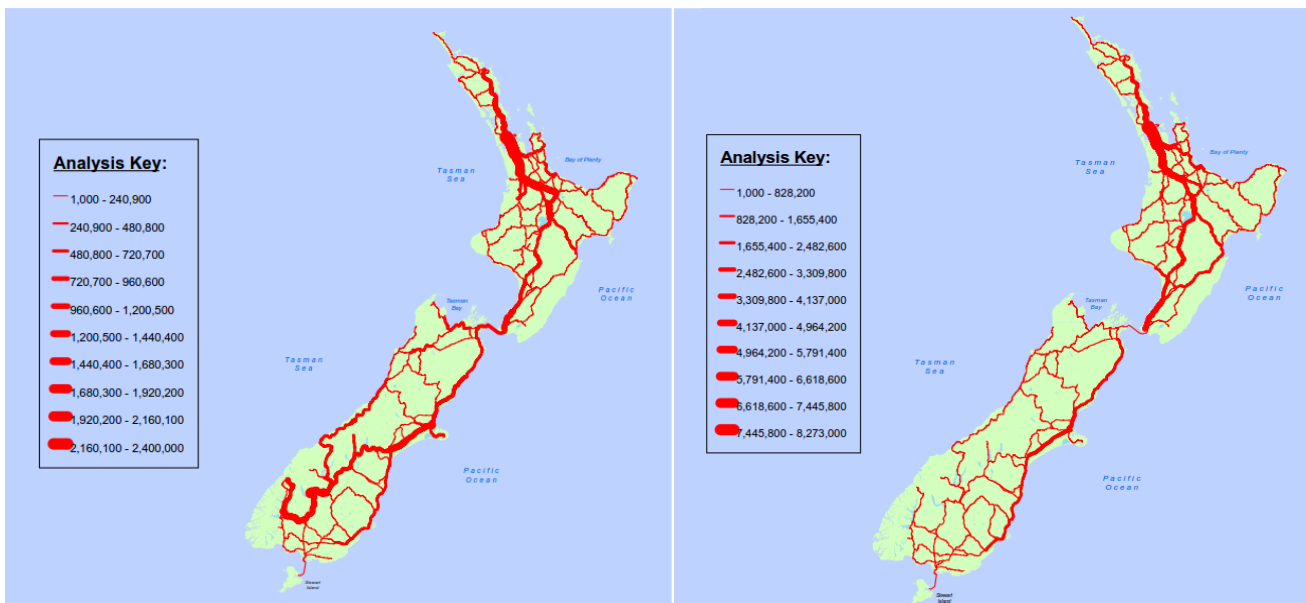 Analysis Key:
1,000 - 240,900
240,900 - 480,800
480,800 - 720,700
720,700 - 960,600
960,600 - 1,200,500
1,200,500 - 1,440,400
1,440,400 - 1,680,300
1,680,300 - 1,920,200
1,920,200 - 2,160,100
2,160,100 - 2,400,000
Tasman
Sea
Bay of Plenty
Pacific
Ocean
Tasman
Bay
Tasman
Sea
Pacific
Ocean
Stewart
Island
Analysis Key:
1,000 - 828,200
828,200 - 1,655,400
1,655,400 - 2,482,600
2,482,600 - 3,309,800
3,309,800 - 4,137,000
4,137,000 - 4,964,200
4,964,200 - 5,791,400
5,791,400 - 6,618,600
6,618,600 - 7,445,800
7,445,800 - 8,273,000
Tasman
Sea
Bay of Plenty
Pacific
Ocean
Tasman
Bay
Tasman
Sea
Pacific
Ocean
Stewart
Island